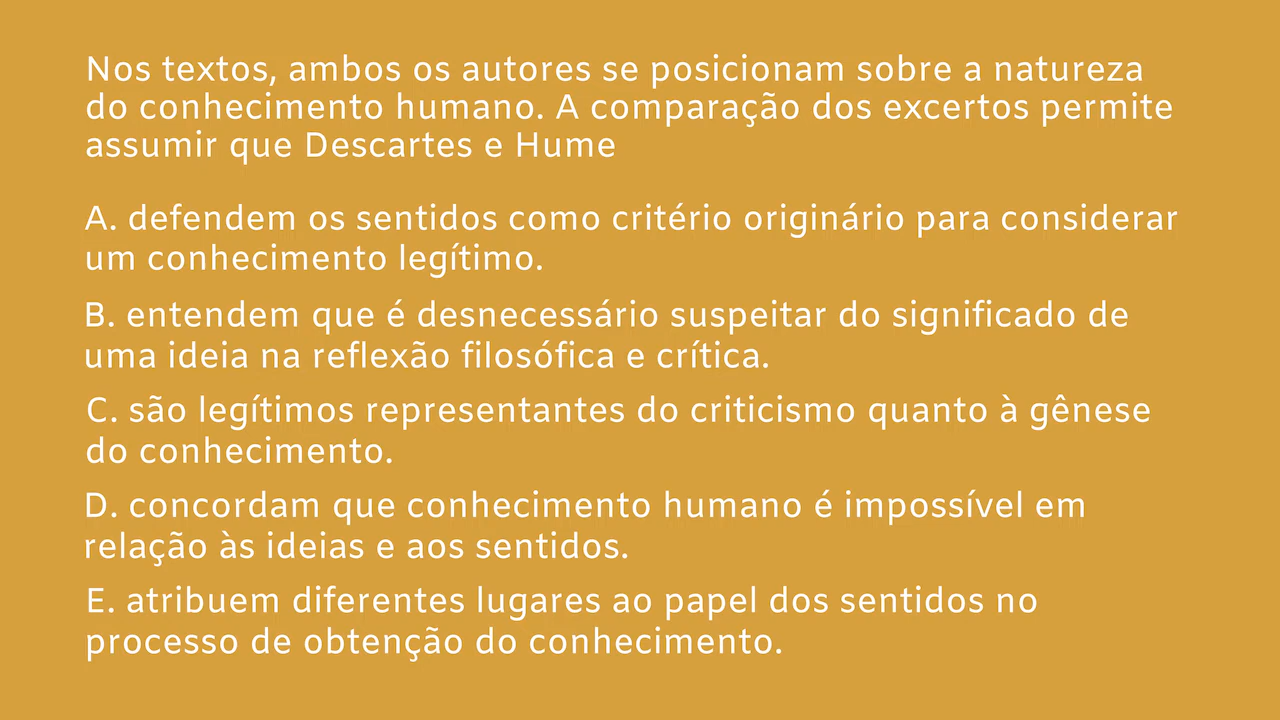 Nos textos, ambos os autores se posicionam sobre a natureza
do conhecimento humano. A comparação dos excertos permite
assumir que Descartes e Hume
A. defendem os sentidos como critério originário para considerar
um conhecimento legítimo.
B. entendem que é desnecessário suspeitar do significado de
uma ideia na reflexão filosófica e crítica.
C. são legítimos representantes do criticismo quanto à gênese
do conhecimento.
D. concordam que conhecimento humano é impossível em
relação às ideias e aos sentidos.
E. atribuem diferentes lugares ao papel dos sentidos no
processo de obtenção do conhecimento.